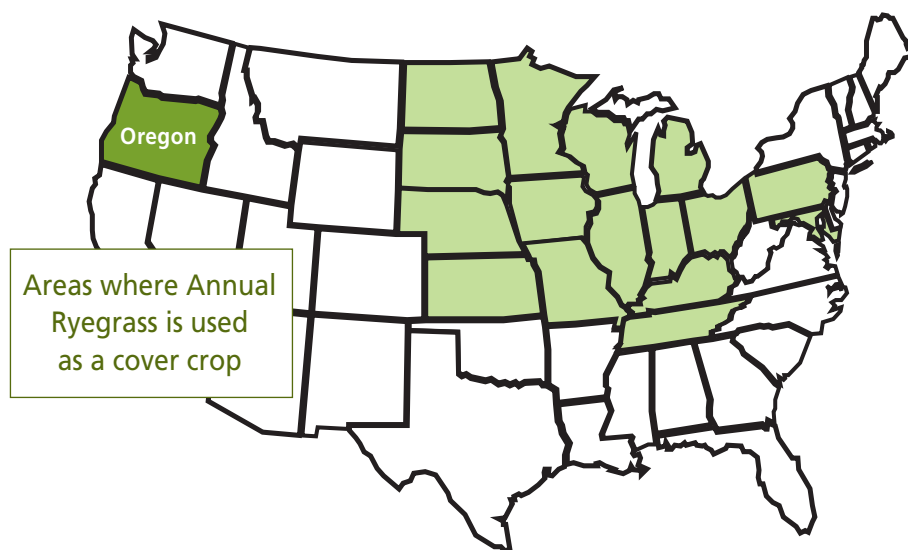 Oregon
Areas where Annual
Ryegrass is used
as a cover crop